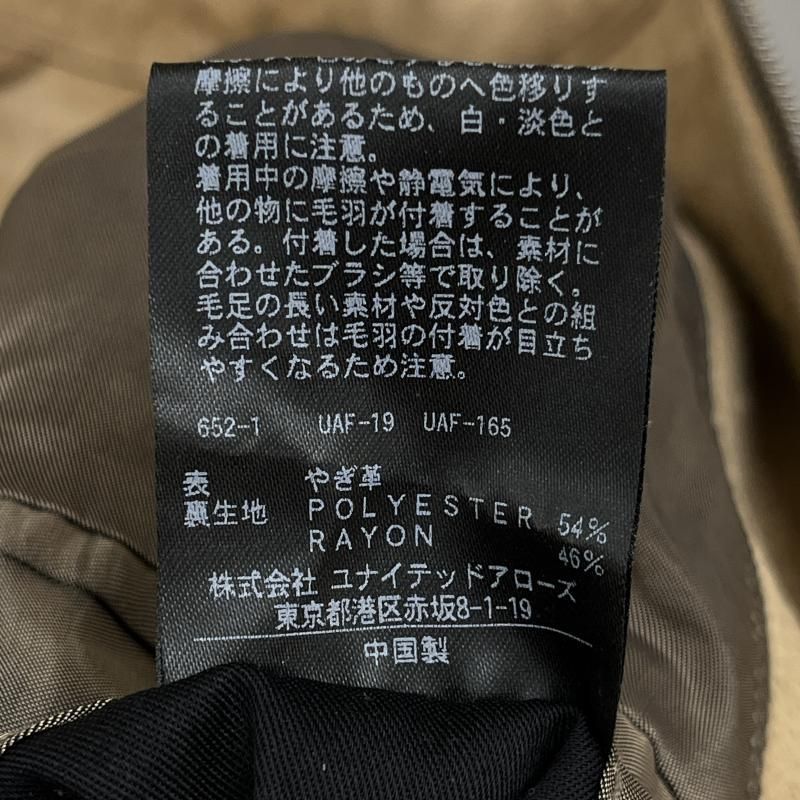 摩擦により他のものへ色移りす
ることがあるため、白・淡色と
の着用に注意。
着用中の摩擦や静電気により、
他の物に毛羽が付着することが
ある。付着した場合は、素材に
合わせたブラシ等で取り除く。
毛足の長い素材や反対色との組
み合わせは毛羽の付着が目立ち
やすくなるため注意。
652-1 UAF-19 UAF-165
表 やぎ革
裏生地 POLYESTER 54%
RAYON 46%
株式会社 ユナイテッドアローズ
東京都港区赤坂8-1-19
中国製